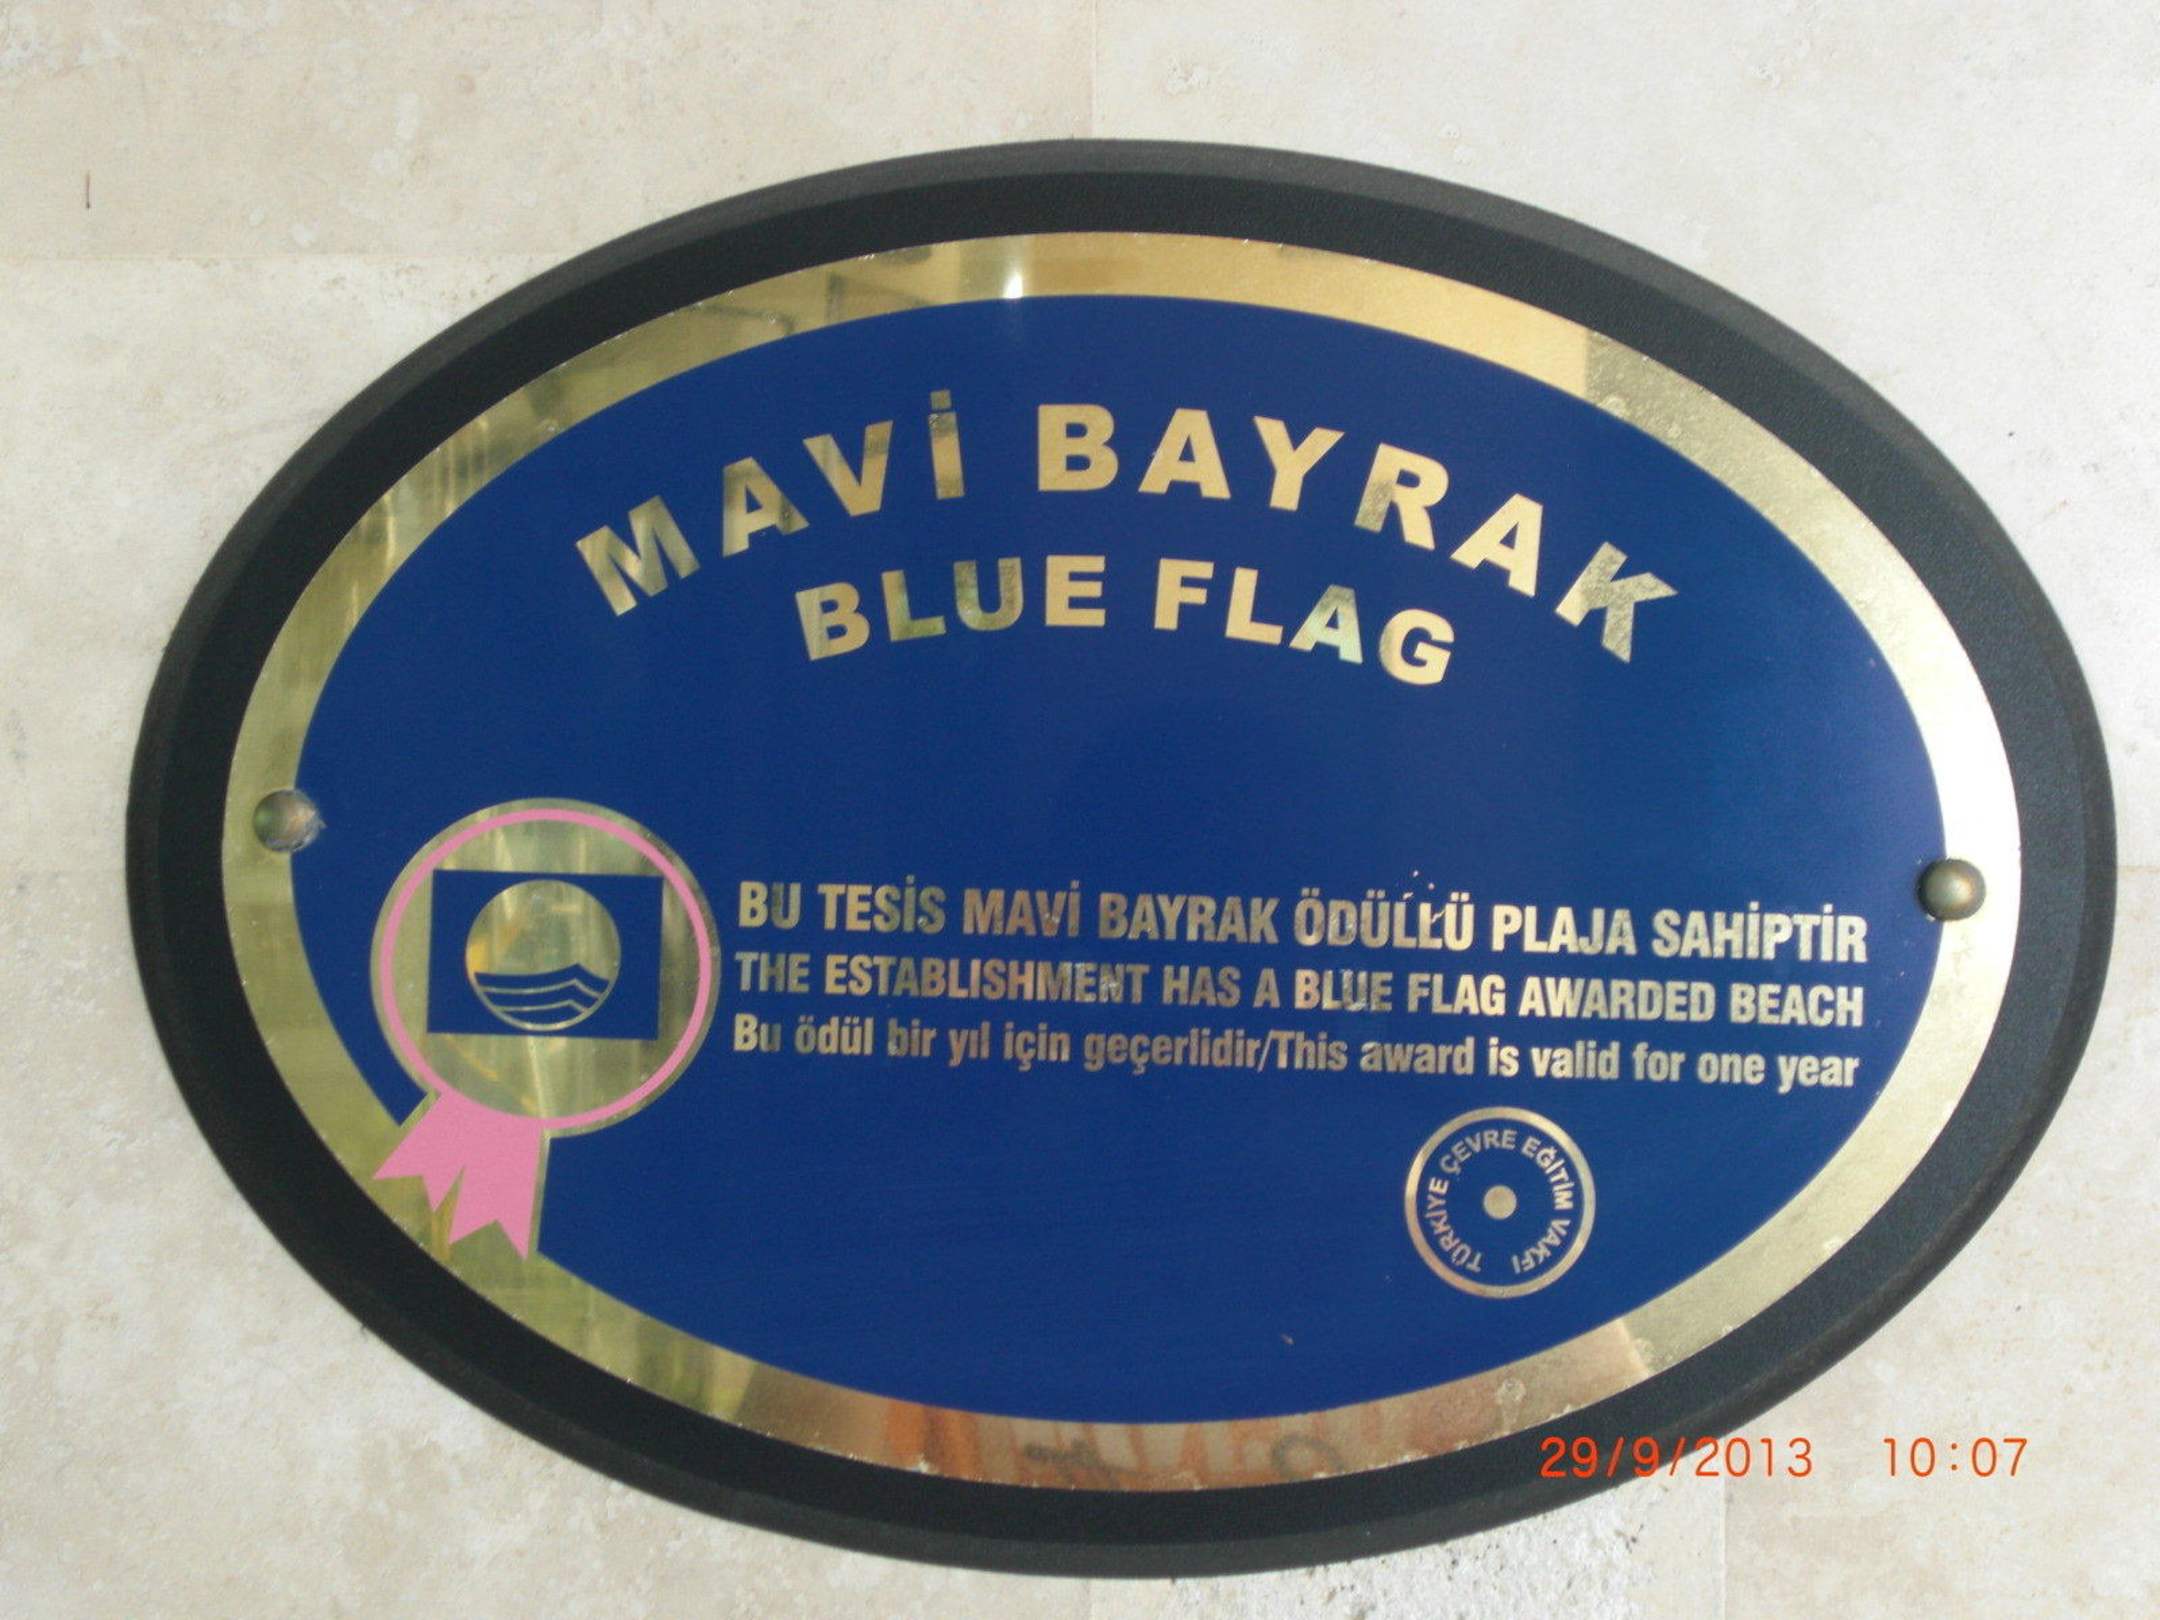 MAVİ BAYRAK
BLUE FLAG
BU TESİS MAVİ BAYRAK ÖDÜLLÜ PLAJA SAHİPTİR
THE ESTABLISHMENT HAS A BLUE FLAG AWARDED BEACH
Bu ödül bir yıl için geçerlidir/This award is valid for one year
TÜRKİYE ÇEVRE EĞİTİM VAKFI
29/9/2013 10:07